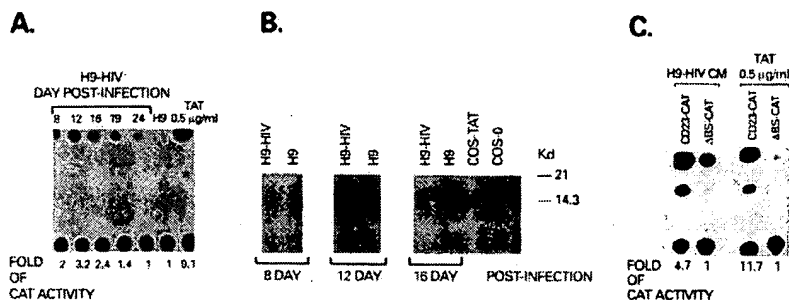 A.
H9-HIV
DAY POST-INFECTION
TAT
8 12 16 19 24 H9 0.5 µg/ml
FOLD OF CAT ACTIVITY
2 3.2 2.4 1.4 1 1 9.1
B.
H9-HIV
H9
H9-HIV
H9
H9-HIV
H9
COS-TAT
COS-0
Kd
21
14.3
8 DAY
12 DAY
16 DAY
POST-INFECTION
C.
H9-HIV CM
TAT
0.5 µg/ml
CD23-CAT
ΔBS-CAT
CD23-CAT
ΔBS-CAT
FOLD OF CAT ACTIVITY
4.7 1 11.7 1